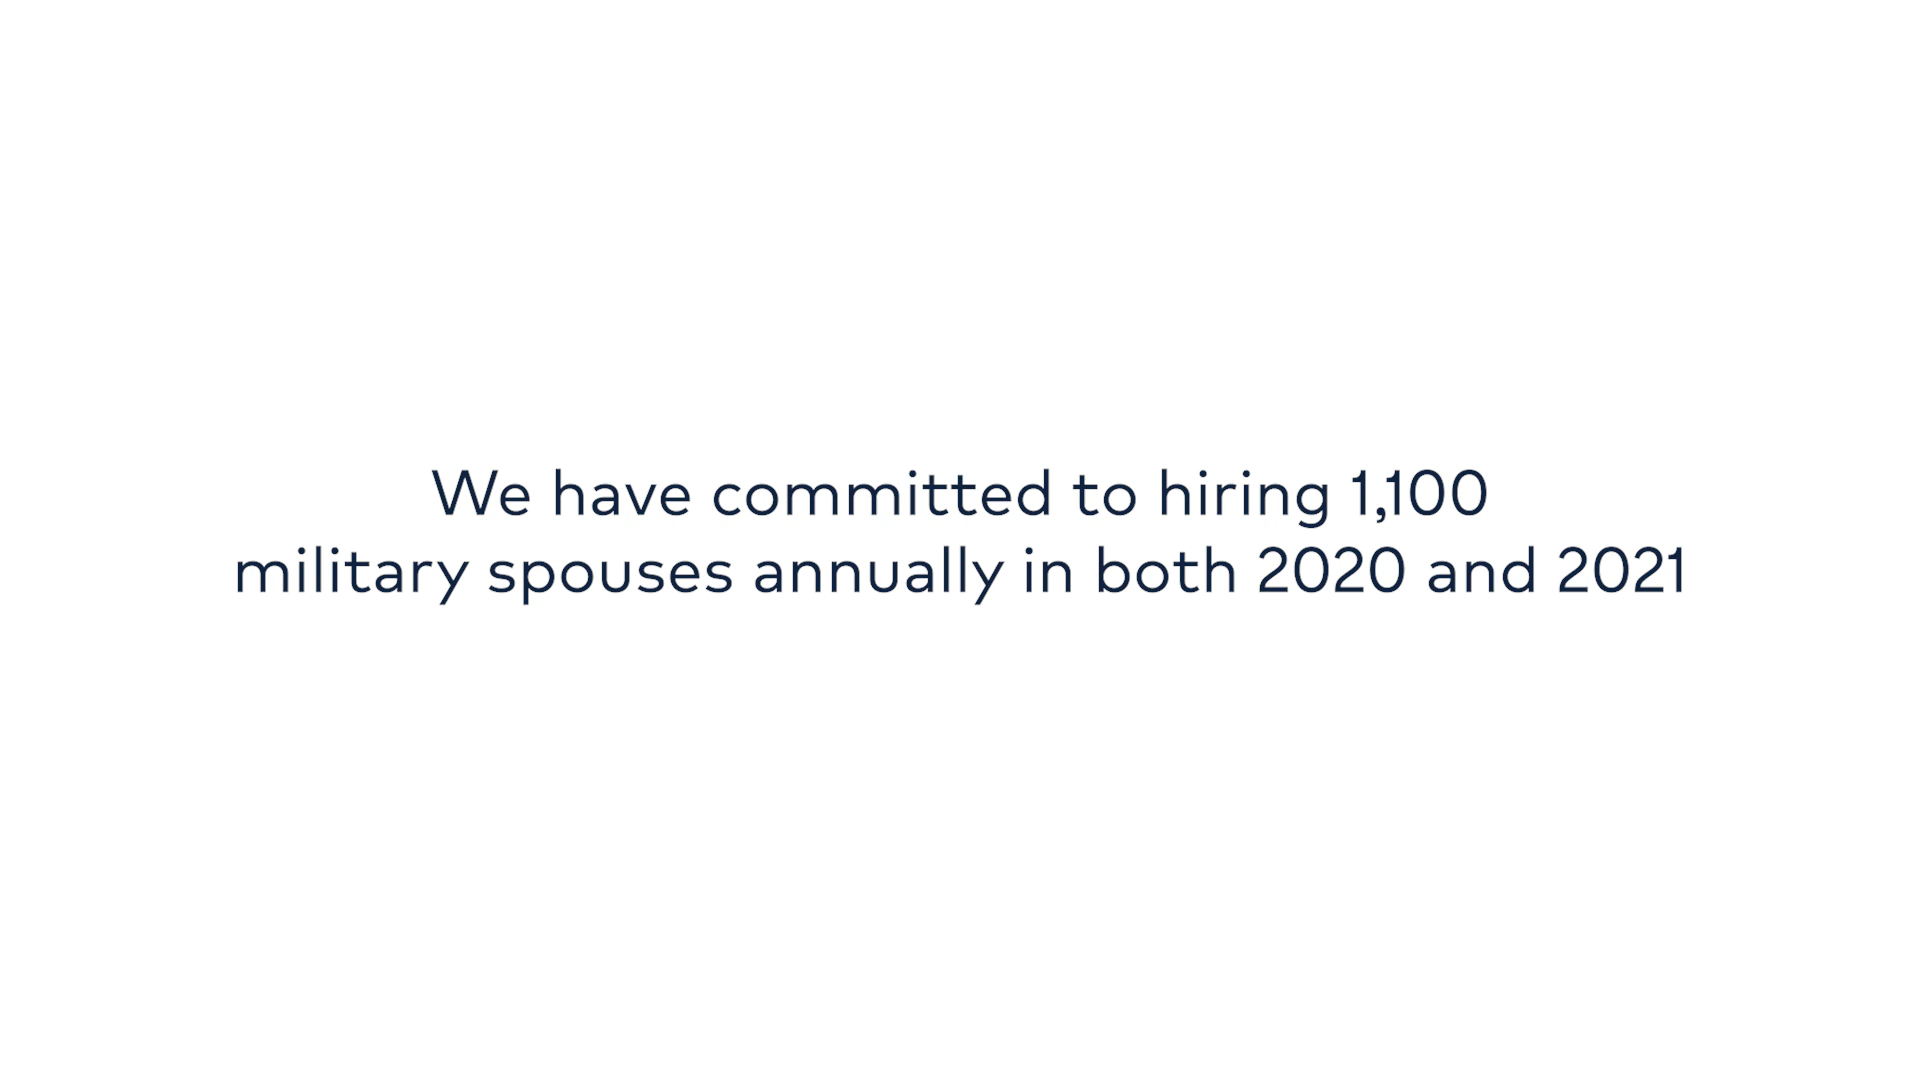 We have committed to hiring 1,100
military spouses annually in both 2020 and 2021